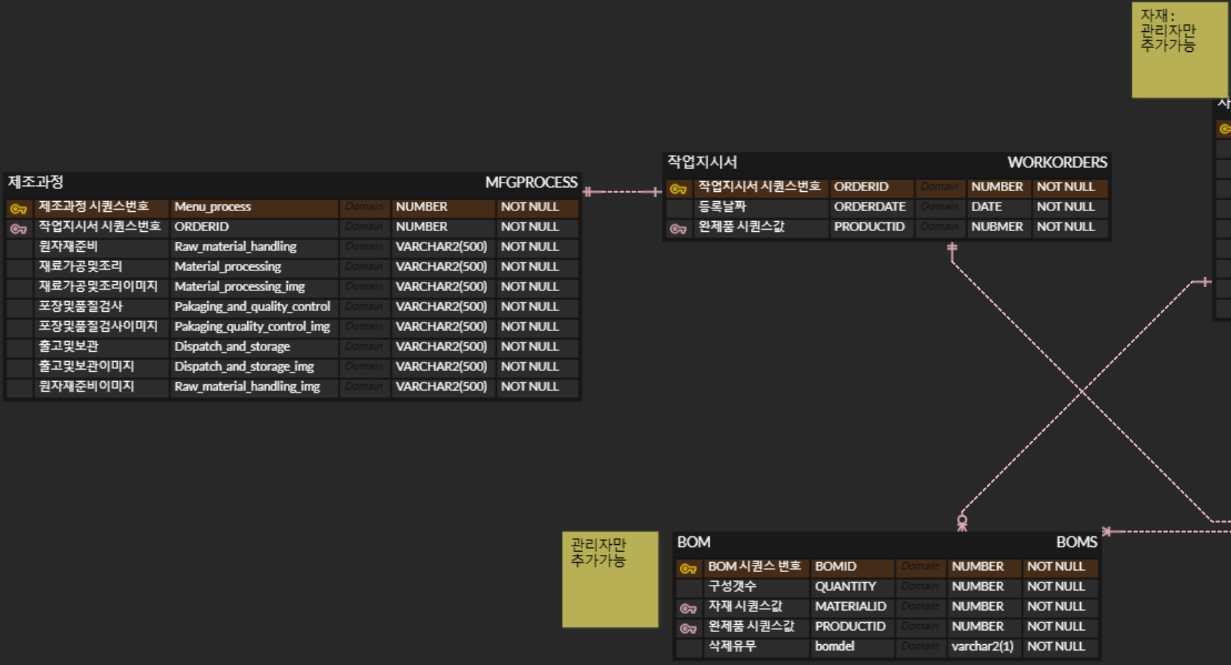 자재:
관리자만
추가가능
제조과정 MFGPROCESS
제조과정 시퀀스번호 Menu_process Domain NUMBER NOT NULL
작업지시서 시퀀스번호 ORDERID Domain NUMBER NOT NULL
원자재준비 Raw_material_handling Domain VARCHAR2(500) NOT NULL
재료가공및조리 Material_processing Domain VARCHAR2(500) NOT NULL
재료가공및조리이미지 Material_processing_img Domain VARCHAR2(500) NOT NULL
포장및품질검사 Pakaging_and_quality_control Domain VARCHAR2(500) NOT NULL
포장및품질검사이미지 Pakaging_quality_control_img Domain VARCHAR2(500) NOT NULL
출고및보관 Dispatch_and_storage Domain VARCHAR2(500) NOT NULL
출고및보관이미지 Dispatch_and_storage_img Domain VARCHAR2(500) NOT NULL
원자재준비이미지 Raw_material_handling_img Domain VARCHAR2(500) NOT NULL
작업지시서 WORKORDERS
작업지시서 시퀀스번호 ORDERID Domain NUMBER NOT NULL
등록날짜 ORDERDATE Domain DATE NOT NULL
완제품 시퀀스값 PRODUCTID Domain NUBMER NOT NULL
관리자만
추가가능
BOM BOMS
BOM 시퀀스 번호 BOMID Domain NUMBER NOT NULL
구성갯수 QUANTITY Domain NUMBER NOT NULL
자재 시퀀스값 MATERIALID Domain NUMBER NOT NULL
완제품 시퀀스값 PRODUCTID Domain NUMBER NOT NULL
삭제유무 bomdel Domain varchar2(1) NOT NULL